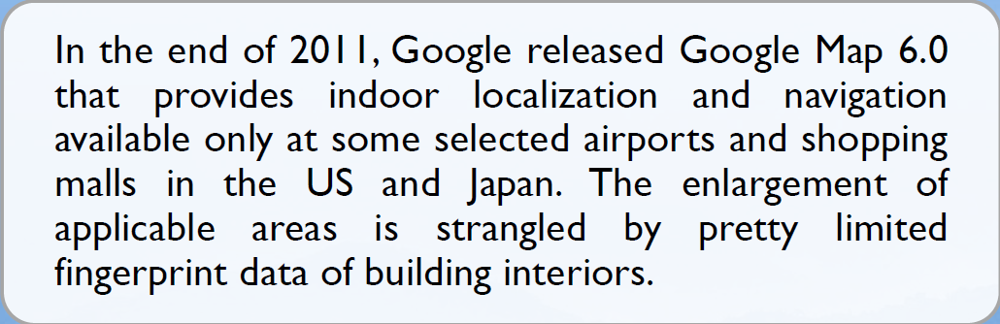 In the end of 2011, Google released Google Map 6.0
that provides indoor localization and navigation
available only at some selected airports and shopping
malls in the US and Japan. The enlargement of
applicable areas is strangled by pretty limited
fingerprint data of building interiors.